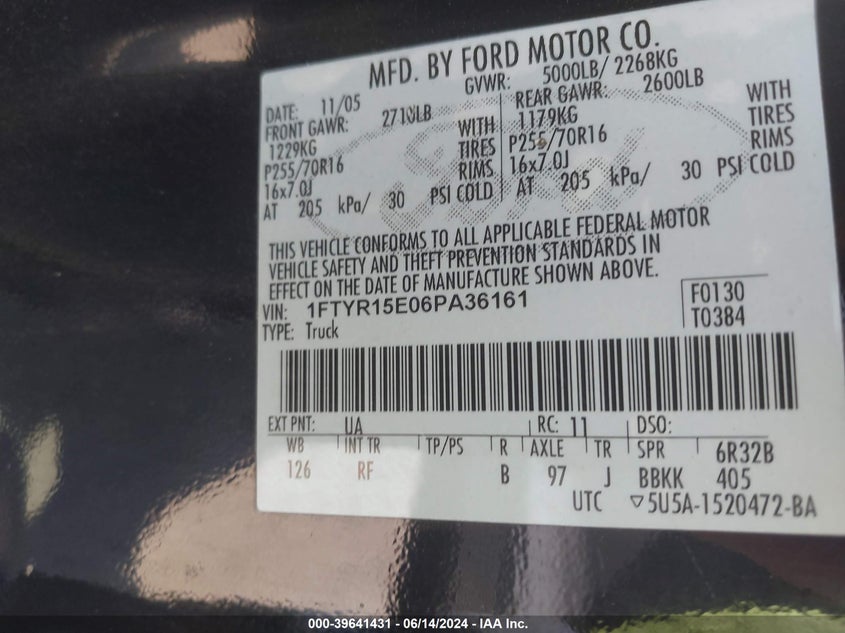 MFD. BY FORD MOTOR CO.
DATE: 11/05 GVWR: 5000LB/ 2268KG
FRONT GAWR: 2710LB REAR GAWR: 2600LB
1229KG WITH 1179KG WITH
P255/70R16 TIRES P255/70R16 TIRES
16x7.0J RIMS 16x7.0J RIMS
AT 205 kPa/ 30 PSI COLD AT 205 kPa/ 30 PSI COLD
THIS VEHICLE CONFORMS TO ALL APPLICABLE FEDERAL MOTOR
VEHICLE SAFETY AND THEFT PREVENTION STANDARDS IN
EFFECT ON THE DATE OF MANUFACTURE SHOWN ABOVE.
VIN: 1FTYR15E06PA36161 F0130
TYPE: Truck T0384
EXT PNT: UA RC: 11 DSO:
WB INT TR TP/PS R AXLE TR SPR 6R32B
126 RF B 97 J BBKK 405
UTC ▽5U5A-1520472-BA
000-39641431 - 06/14/2024 - IAA Inc.